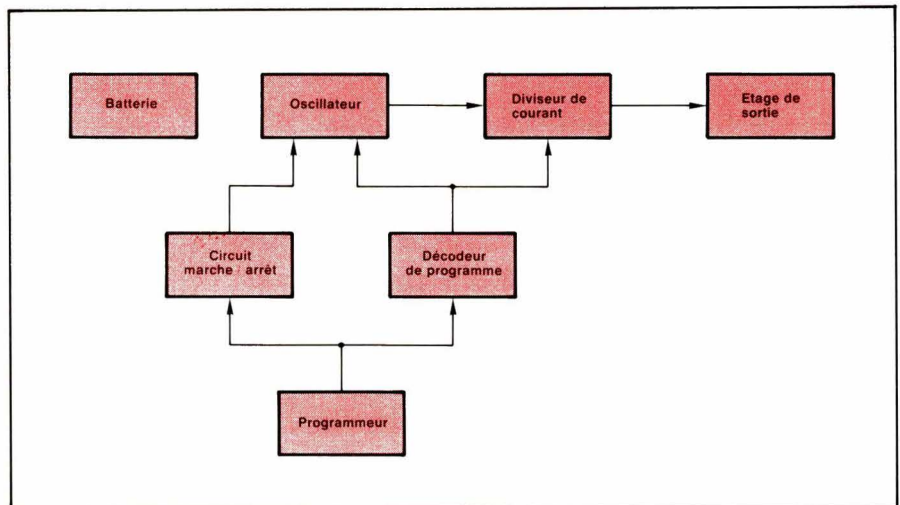 Batterie
Oscillateur
Diviseur de
courant
Etage de
sortie
Circuit
marche arrêt
Décodeur
de programme
Programmeur